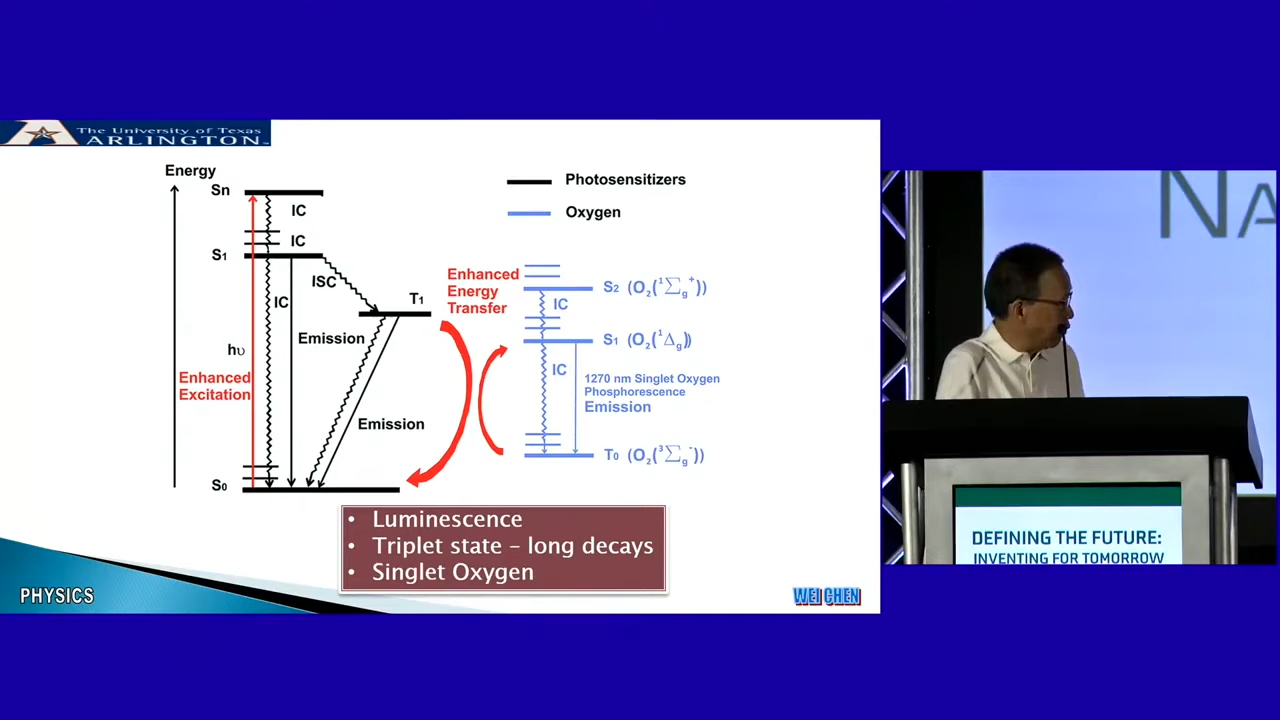 The University of Texas
ARLINGTON
Energy
Sn
IC
IC
S1
ISC
IC
T1
Emission
hυ
Enhanced
Excitation
Emission
S0
Photosensitizers
Oxygen
Enhanced
Energy
Transfer
S2 (O2(1Σg+))
IC
S1 (O2(1Δg))
IC
1270 nm Singlet Oxygen
Phosphorescence
Emission
T0 (O2(3Σg-))
• Luminescence
• Triplet state – long decays
• Singlet Oxygen
PHYSICS
WEI CHEN
NA
DEFINING THE FUTURE:
INVENTING FOR TOMORROW